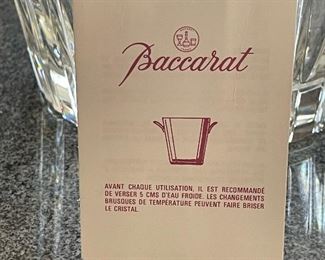 Baccarat
AVANT CHAQUE UTILISATION, IL EST RECOMMANDÉ
DE VERSER 5 CMS D'EAU FROIDE. LES CHANGEMENTS
BRUSQUES DE TEMPÉRATURE PEUVENT FAIRE BRISER
LE CRISTAL.